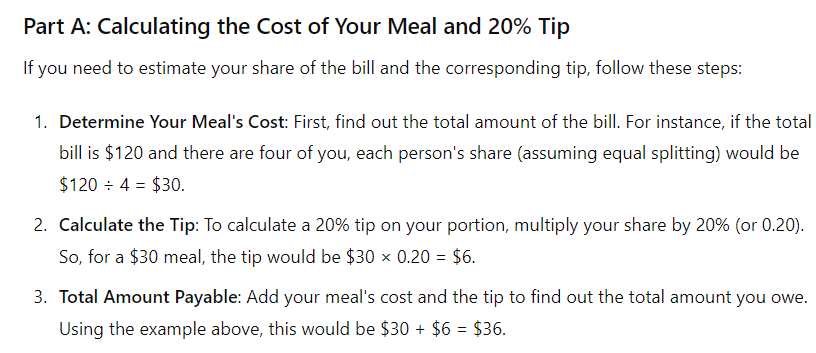 Part A: Calculating the Cost of Your Meal and 20% Tip
If you need to estimate your share of the bill and the corresponding tip, follow these steps:
1. Determine Your Meal's Cost: First, find out the total amount of the bill. For instance, if the total
bill is $120 and there are four of you, each person's share (assuming equal splitting) would be
$120 ÷ 4 = $30.
2. Calculate the Tip: To calculate a 20% tip on your portion, multiply your share by 20% (or 0.20).
So, for a $30 meal, the tip would be $30 × 0.20 = $6.
3. Total Amount Payable: Add your meal's cost and the tip to find out the total amount you owe.
Using the example above, this would be $30 + $6 = $36.